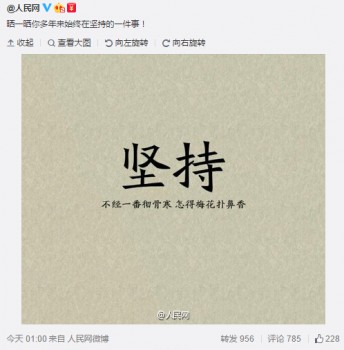 @人民网
晒一晒你多年来始终在坚持的一件事！
收起 | 查看大图 向左旋转 向右旋转
坚持
不经一番彻骨寒 怎得梅花扑鼻香
@人民网
今天 01:00 来自 人民网微博 转发 956 | 评论 785 | 228